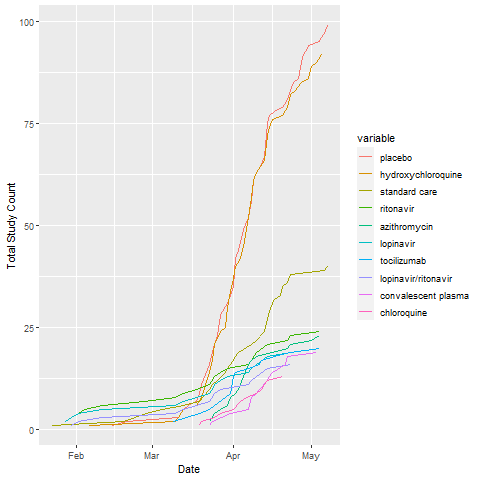 100
75
50
25
0
Total Study Count
Feb
Mar
Apr
May
Date
variable
placebo
hydroxychloroquine
standard care
ritonavir
azithromycin
lopinavir
tocilizumab
lopinavir/ritonavir
convalescent plasma
chloroquine